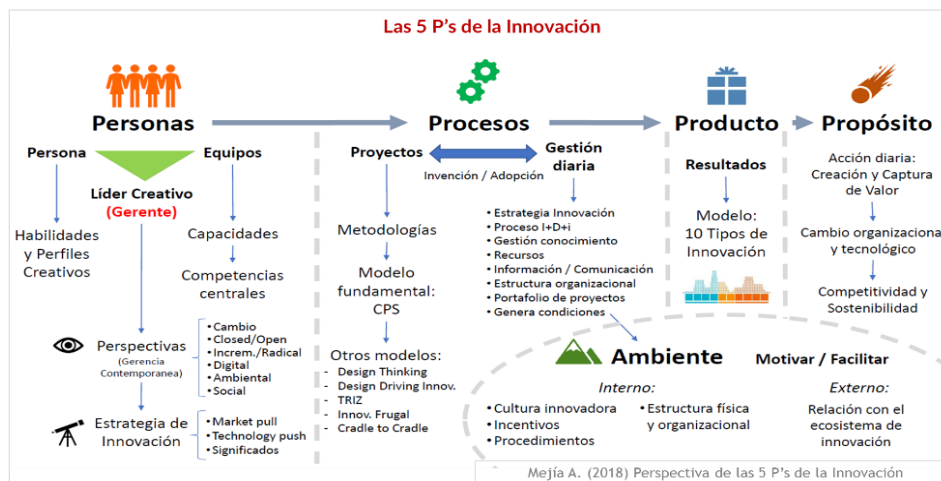 Las 5 P's de la Innovación
Personas
Procesos
Producto
Propósito
Persona
Equipos
Líder Creativo
(Gerente)
Habilidades
y Perfiles
Creativos
Capacidades
Competencias
centrales
Perspectivas
(Gerencia
Contemporanea)
• Cambio
• Closed/Open
• Increm./Radical
• Digital
• Ambiental
• Social
Estrategia de
Innovación
• Market pull
• Technology push
• Significados
Proyectos
Invención / Adopción
Gestión
diaria
Metodologías
Modelo
fundamental:
CPS
Otros modelos:
- Design Thinking
- Design Driving Innov.
- TRIZ
- Innov. Frugal
- Cradle to Cradle
• Estrategia Innovación
• Proceso I+D+i
• Gestión conocimiento
• Recursos
• Información / Comunicación
• Estructura organizacional
• Portafolio de proyectos
• Genera condiciones
Resultados
Modelo:
10 Tipos de
Innovación
Acción diaria:
Creación y Captura
de Valor
Cambio organizaciona
y tecnológico
Competitividad y
Sostenibilidad
Ambiente
Motivar / Facilitar
Interno:
• Cultura innovadora
• Incentivos
• Procedimientos
• Estructura física
y organizacional
Externo:
Relación con el
ecosistema de
innovación
Mejía A. (2018) Perspectiva de las 5 P's de la Innovación